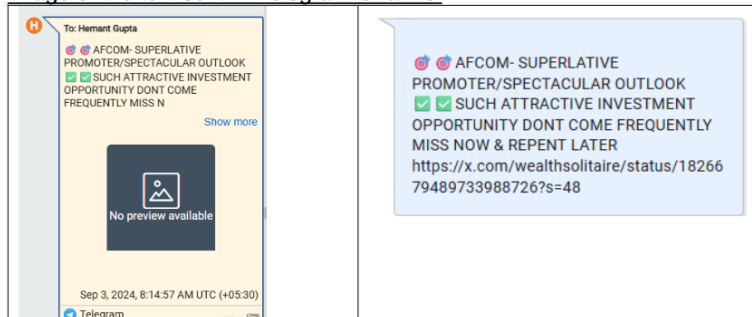 H
To: Hemant Gupta
🎯 🎯 AFCOM- SUPERLATIVE
PROMOTER/SPECTACULAR OUTLOOK
✅ ✅ SUCH ATTRACTIVE INVESTMENT
OPPORTUNITY DONT COME
FREQUENTLY MISS N
Show more
No preview available
Sep 3, 2024, 8:14:57 AM UTC (+05:30)
Telegram
🎯 🎯 AFCOM- SUPERLATIVE
PROMOTER/SPECTACULAR OUTLOOK
✅ ✅ SUCH ATTRACTIVE INVESTMENT
OPPORTUNITY DONT COME FREQUENTLY
MISS NOW & REPENT LATER
https://x.com/wealthsolitaire/status/18266
79489733988726?s=48